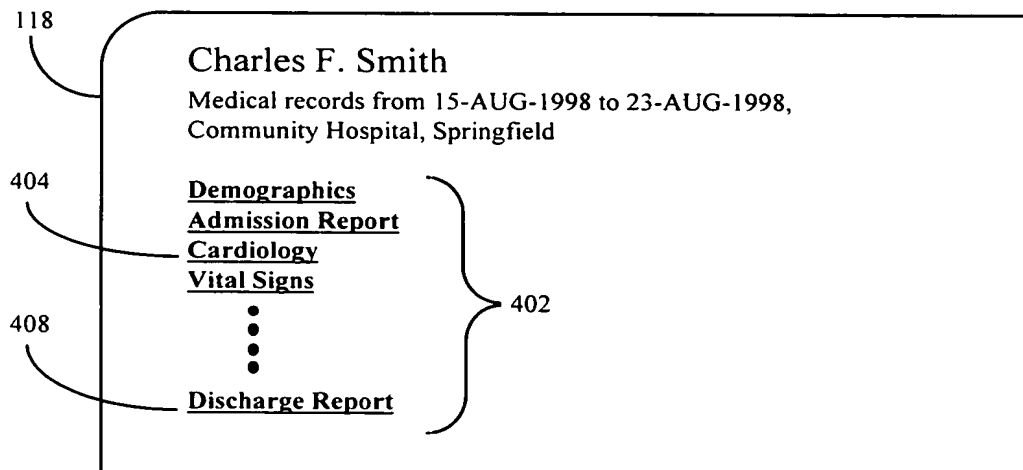 118
Charles F. Smith
Medical records from 15-AUG-1998 to 23-AUG-1998,
Community Hospital, Springfield
404
Demographics
Admission Report
Cardiology
Vital Signs
402
408
Discharge Report